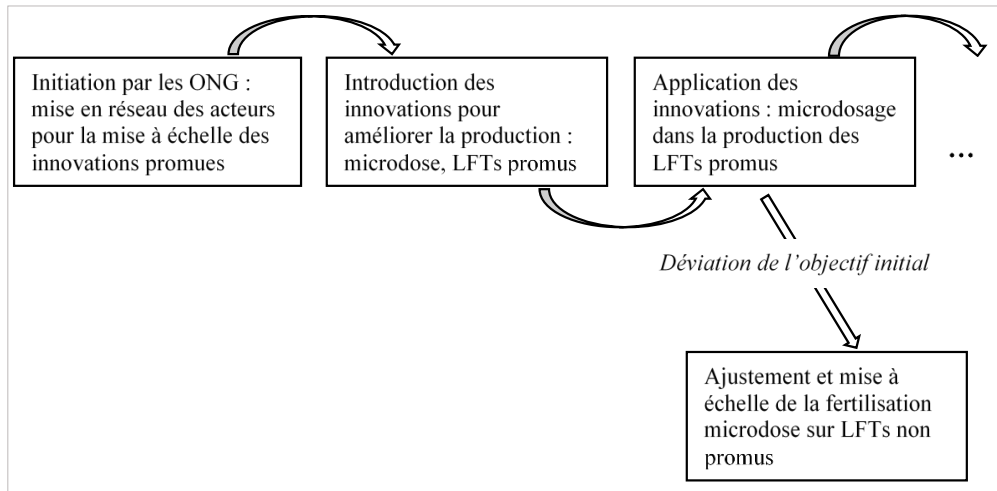 Initiation par les ONG :
mise en réseau des acteurs
pour la mise à échelle des
innovations promues
Introduction des
innovations pour
améliorer la production :
microdose, LFTs promus
Application des
innovations : microdosage
dans la production des
LFTs promus
...
Déviation de l’objectif initial
Ajustement et mise à
échelle de la fertilisation
microdose sur LFTs non
promus